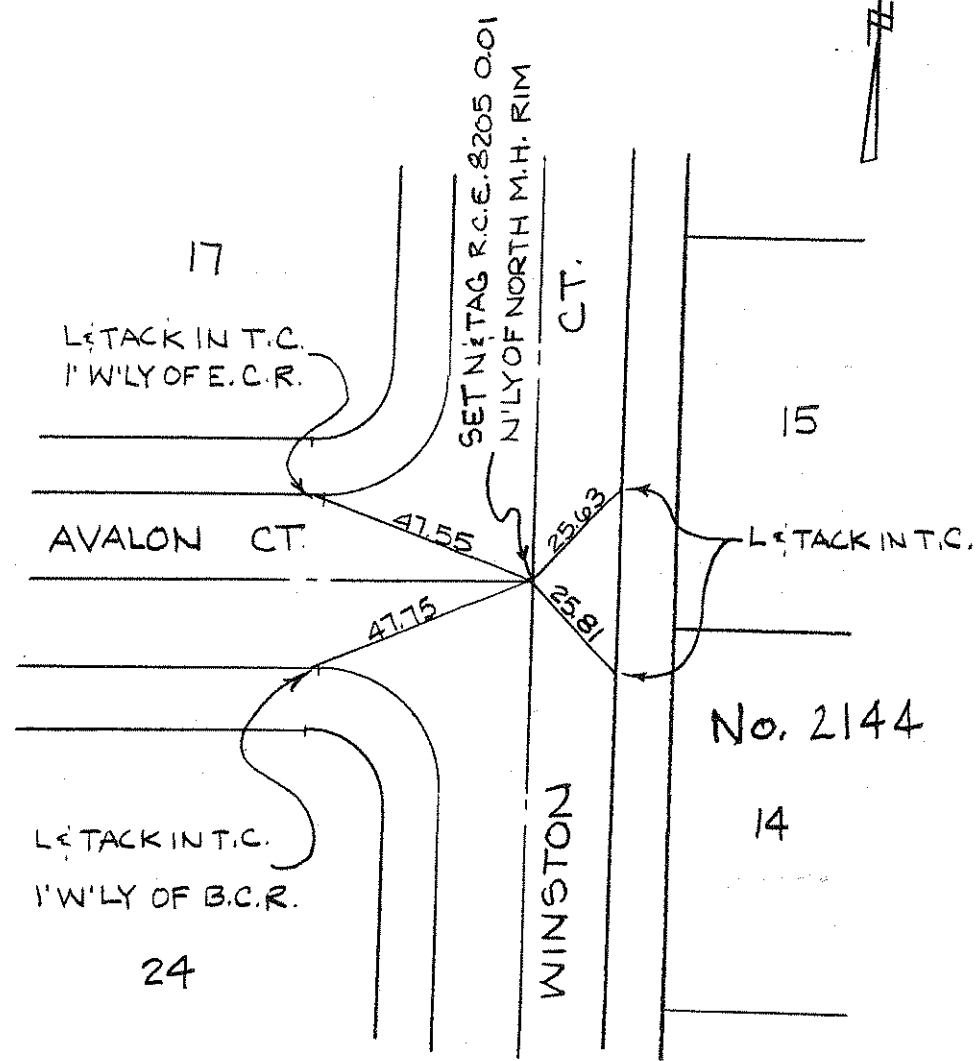 SET N & TAG R.C.E. 8205 0.01
N'LY OF NORTH M.H. RIM
17
L & TACK IN T.C.
1' W'LY OF E.C.R.
CT.
15
AVALON CT.
47.55
25.63
L & TACK IN T.C.
47.75
25.81
No. 2144
14
WINSTON
L & TACK IN T.C.
1' W'LY OF B.C.R.
24